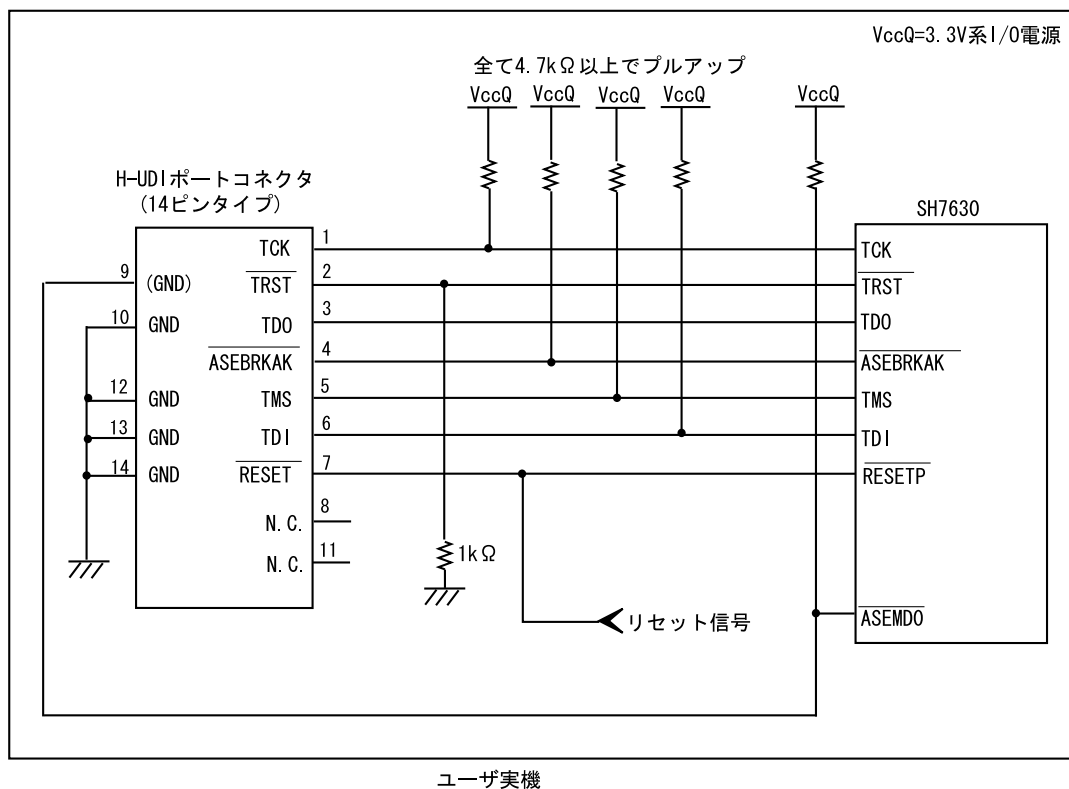 VccQ=3.3V系I/O電源
全て4.7kΩ以上でプルアップ
VccQ VccQ VccQ VccQ VccQ
H-UDIポートコネクタ
(14ピンタイプ)
SH7630
TCK 1 TCK
9 (GND) TRST 2 TRST
10 GND TDO 3 TDO
ASEBRKAK 4 ASEBRKAK
12 GND TMS 5 TMS
13 GND TDI 6 TDI
14 GND RESET 7 RESETP
N.C. 8
N.C. 11
1kΩ
リセット信号
ASEMD0
ユーザ実機